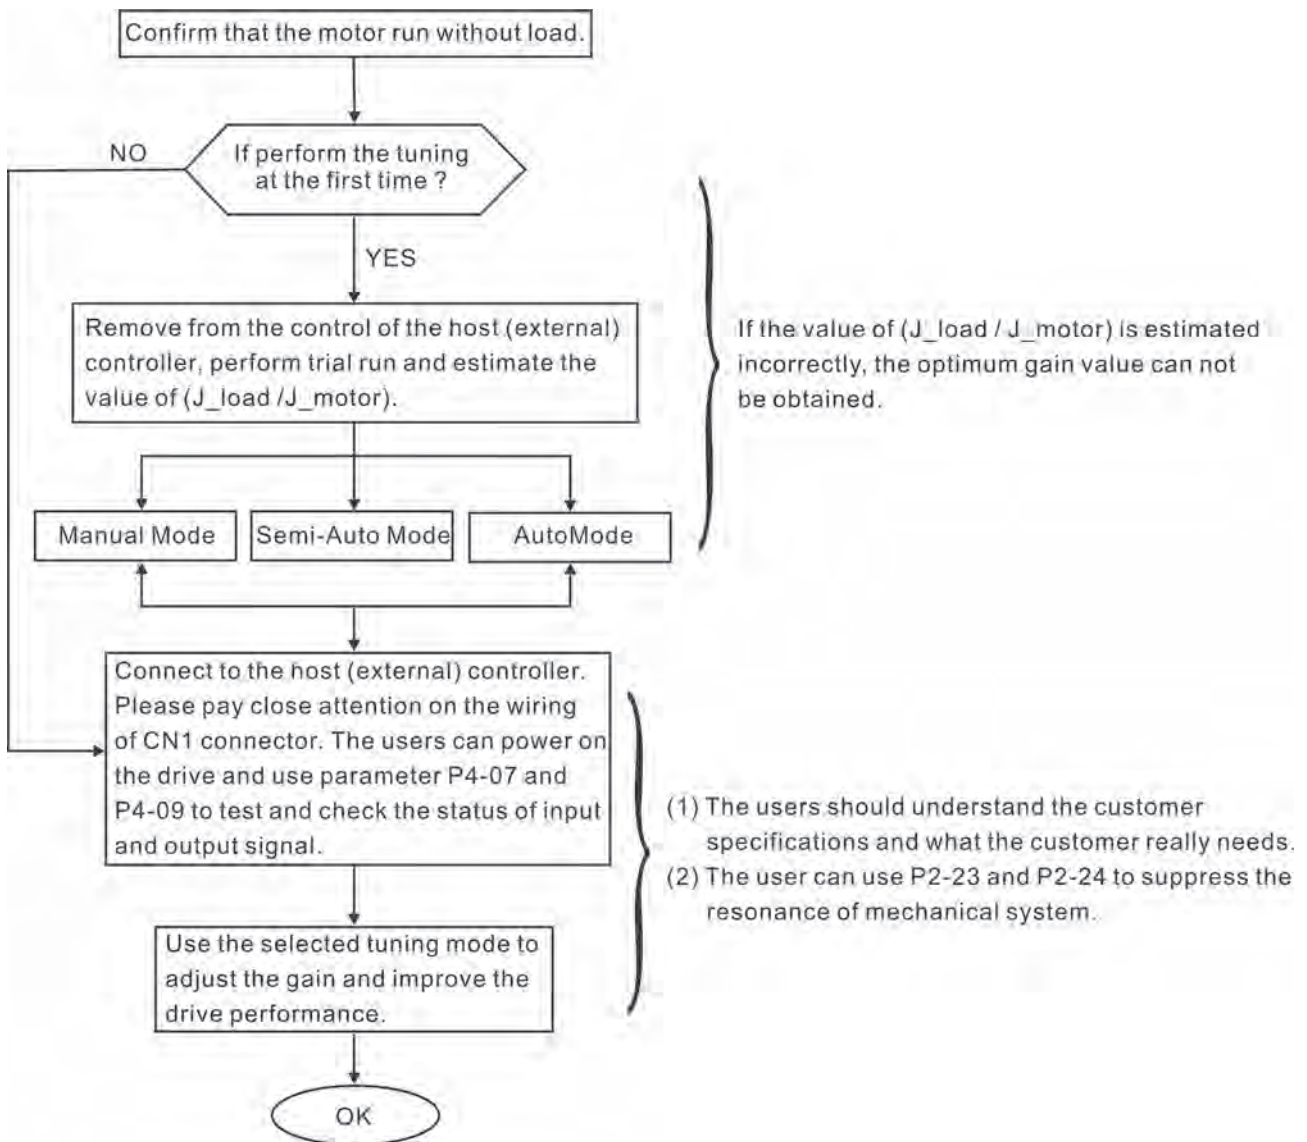 Confirm that the motor run without load.
If perform the tuning
at the first time ?
NO
YES
Remove from the control of the host (external)
controller, perform trial run and estimate the
value of (J_load /J_motor).
If the value of (J_load / J_motor) is estimated
incorrectly, the optimum gain value can not
be obtained.
Manual Mode
Semi-Auto Mode
AutoMode
Connect to the host (external) controller.
Please pay close attention on the wiring
of CN1 connector. The users can power on
the drive and use parameter P4-07 and
P4-09 to test and check the status of input
and output signal.
(1) The users should understand the customer
specifications and what the customer really needs.
(2) The user can use P2-23 and P2-24 to suppress the
resonance of mechanical system.
Use the selected tuning mode to
adjust the gain and improve the
drive performance.
OK